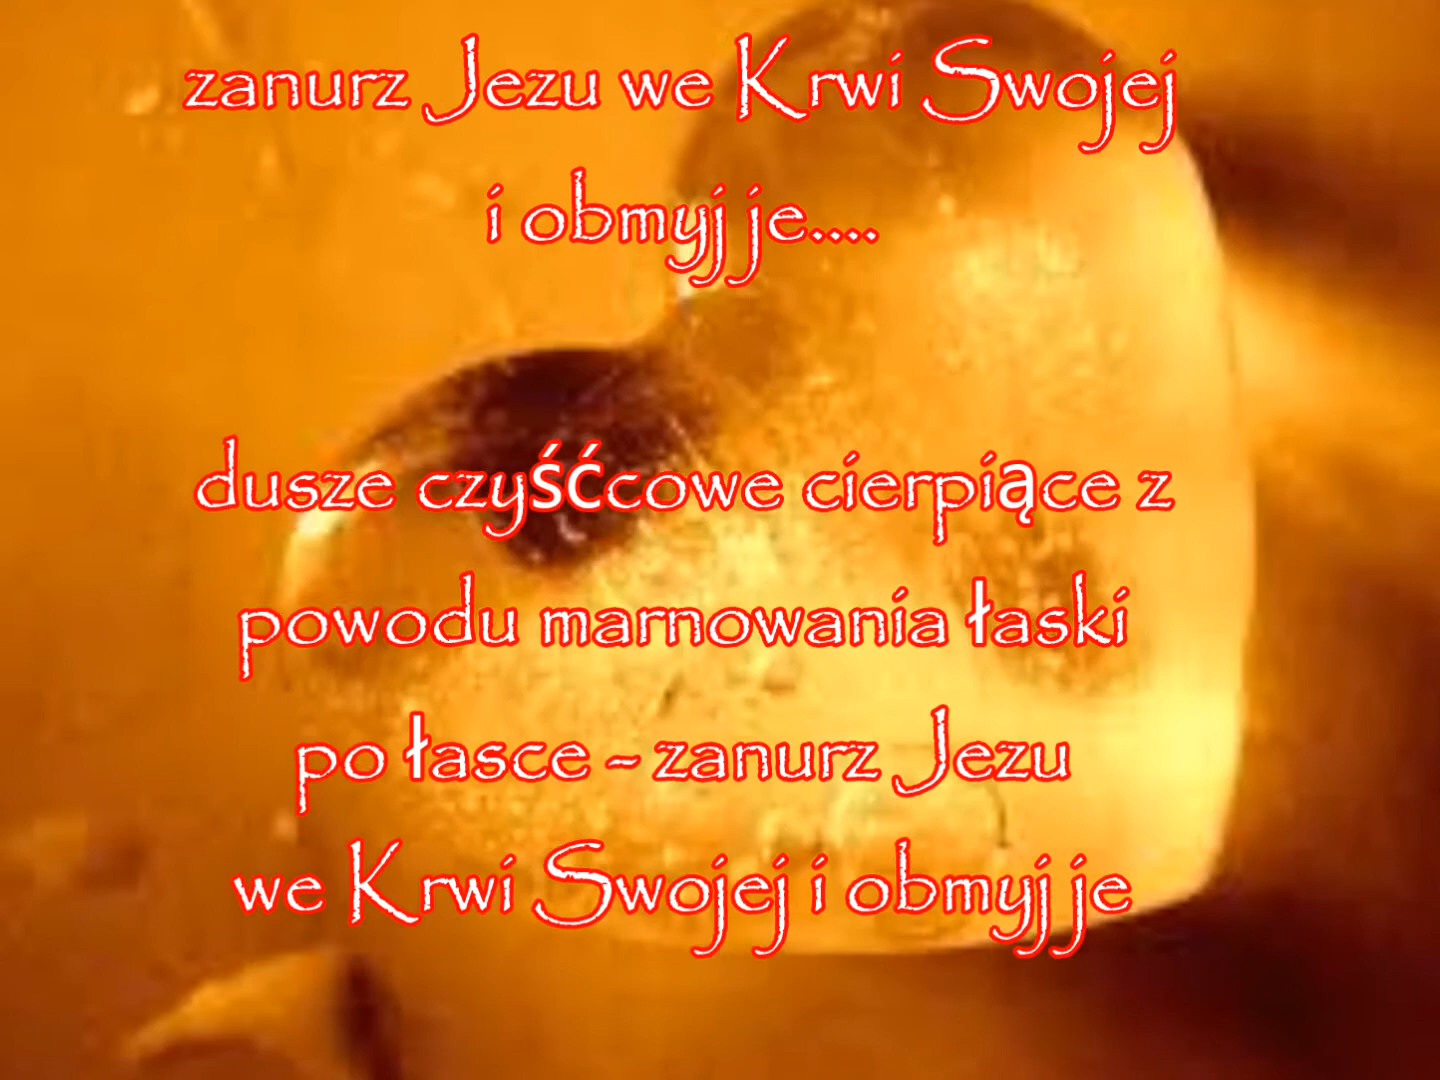 zanurz Jezu we Krwi Swojej
i obmyj je....
dusze czyśćcowe cierpiące z
powodu marnowania łaski
po łasce - zanurz Jezu
we Krwi Swojej i obmyj je